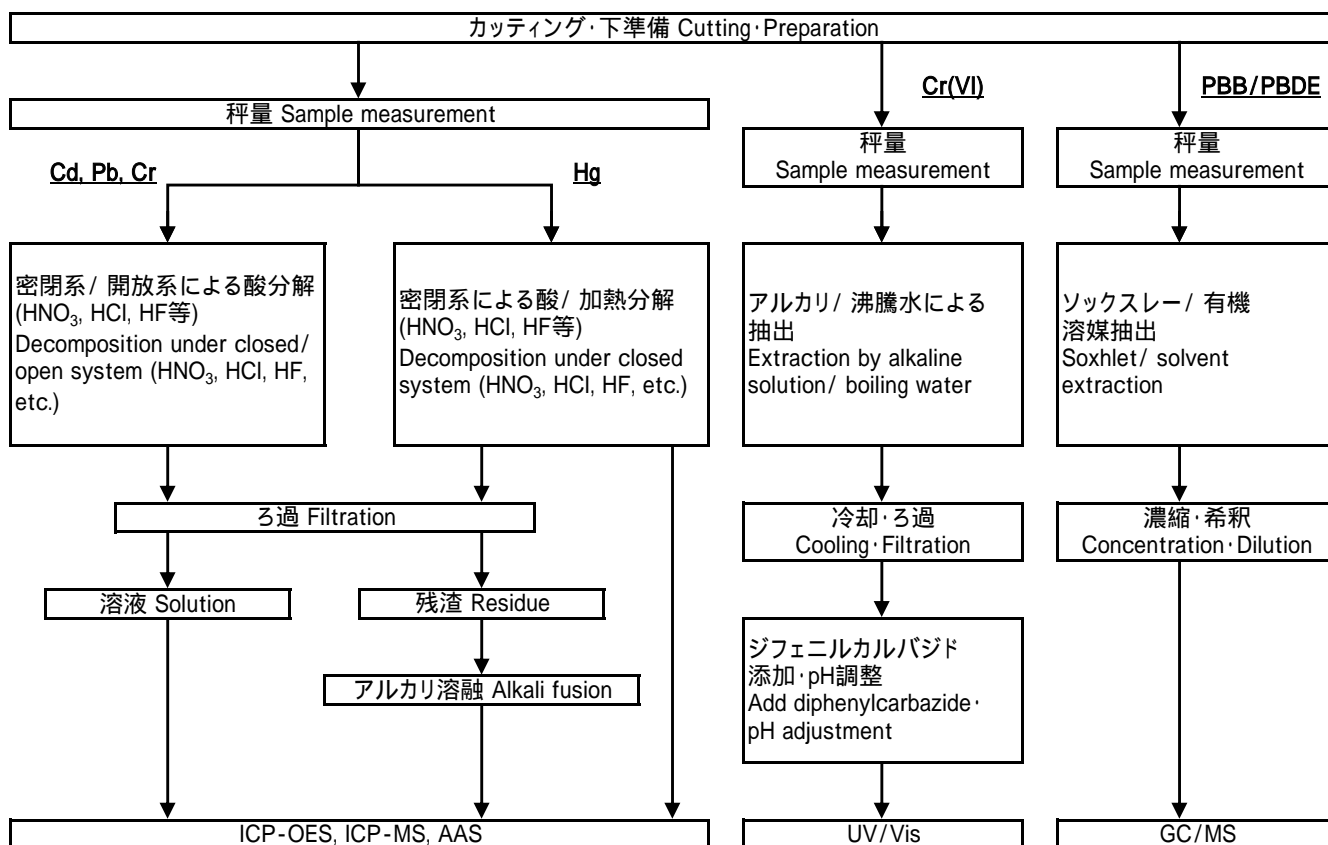 カッティング・下準備 Cutting・Preparation
秤量 Sample measurement
Cd, Pb, Cr
Hg
密閉系/ 開放系による酸分解
(HNO₃, HCl, HF等)
Decomposition under closed/
open system (HNO₃, HCl, HF,
etc.)
密閉系による酸/ 加熱分解
(HNO₃, HCl, HF等)
Decomposition under closed
system (HNO₃, HCl, HF, etc.)
ろ過 Filtration
溶液 Solution
残渣 Residue
アルカリ溶融 Alkali fusion
ICP-OES, ICP-MS, AAS
Cr(VI)
秤量
Sample measurement
アルカリ/ 沸騰水による
抽出
Extraction by alkaline
solution/ boiling water
冷却・ろ過
Cooling・Filtration
ジフェニルカルバジド
添加・pH調整
Add diphenylcarbazide・
pH adjustment
UV/Vis
PBB/PBDE
秤量
Sample measurement
ソックスレー/ 有機
溶媒抽出
Soxhlet/ solvent
extraction
濃縮・希釈
Concentration・Dilution
GC/MS